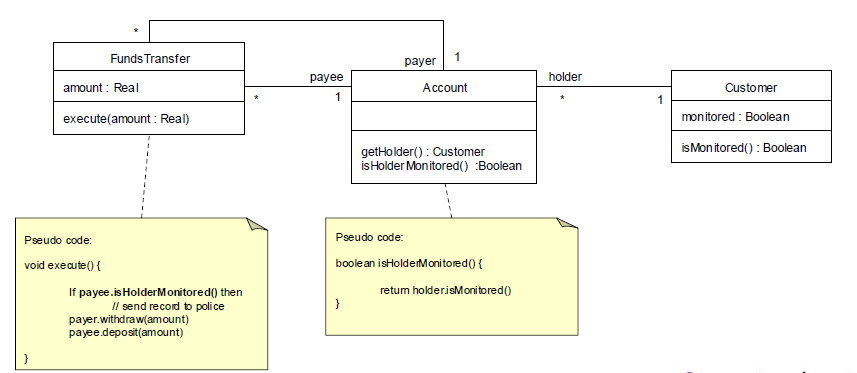 *
FundsTransfer
amount : Real
execute(amount : Real)
payee
*
1
payer
1
Account
getHolder() : Customer
isHolderMonitored()  :Boolean
holder
*
1
Customer
monitored : Boolean
isMonitored() : Boolean
Pseudo code:
void execute() {
If payee.isHolderMonitored() then
// send record to police
payer.withdraw(amount)
payee.deposit(amount)
}
Pseudo code:
boolean isHolderMonitored() {
return holder.isMonitored()
}